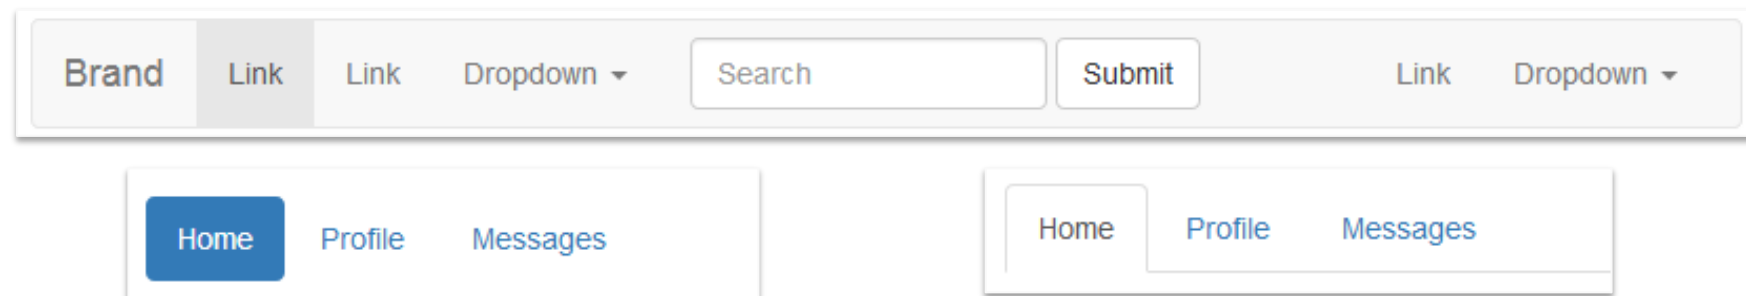 Brand Link Link Dropdown Search Submit Link Dropdown
Home Profile Messages
Home Profile Messages